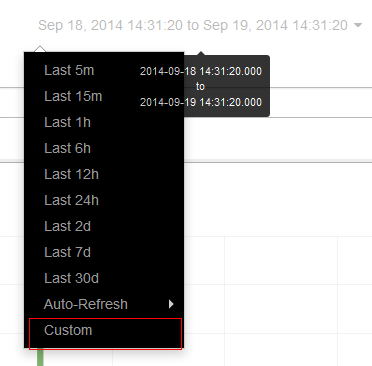 Sep 18, 2014 14:31:20 to Sep 19, 2014 14:31:20
2014-09-18 14:31:20.000
to
2014-09-19 14:31:20.000
Last 5m
Last 15m
Last 1h
Last 6h
Last 12h
Last 24h
Last 2d
Last 7d
Last 30d
Auto-Refresh
Custom